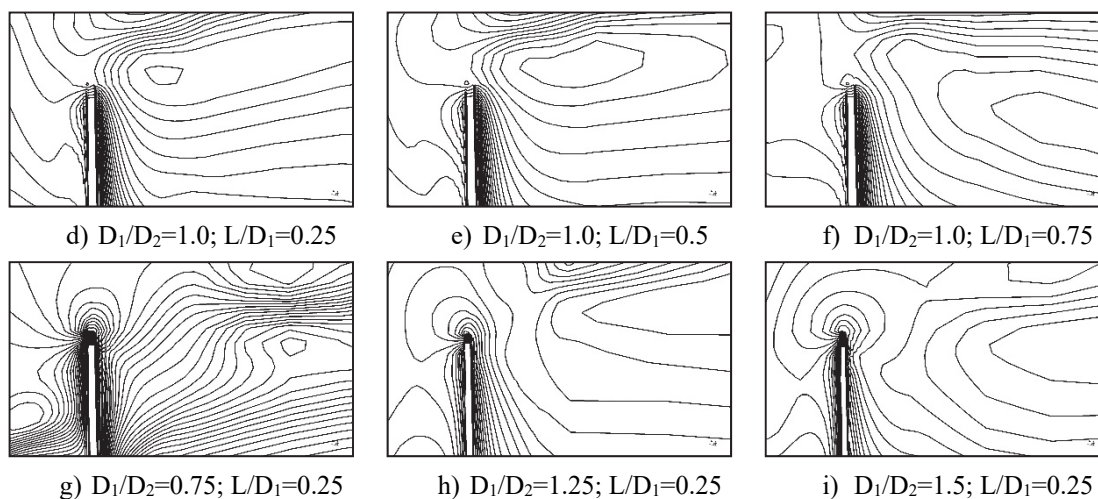 d) D₁/D₂=1.0; L/D₁=0.25
e) D₁/D₂=1.0; L/D₁=0.5
f) D₁/D₂=1.0; L/D₁=0.75
g) D₁/D₂=0.75; L/D₁=0.25
h) D₁/D₂=1.25; L/D₁=0.25
i) D₁/D₂=1.5; L/D₁=0.25